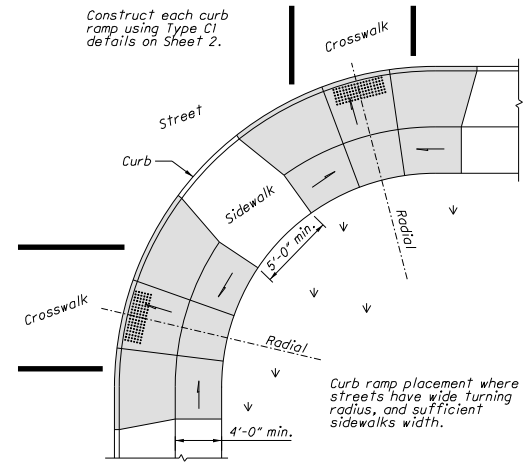 Construct each curb
ramp using Type C1
details on Sheet 2.
Crosswalk
Street
Curb
Sidewalk
5'-0" min.
Radial
Crosswalk
Radial
Curb ramp placement where
streets have wide turning
radius, and sufficient
sidewalks width.
4'-0" min.